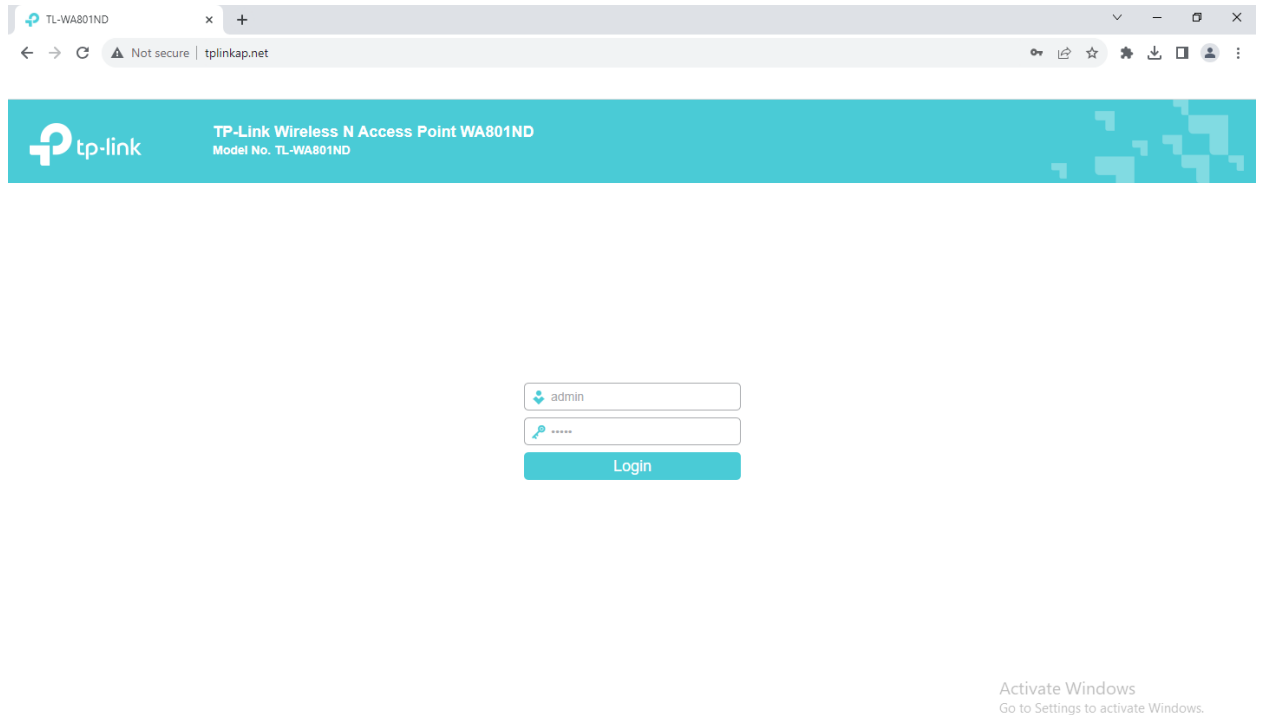 TL-WA801ND
Not secure | tplinkap.net
tp-link
TP-Link Wireless N Access Point WA801ND
Model No. TL-WA801ND
admin
•••••
Login
Activate Windows
Go to Settings to activate Windows.